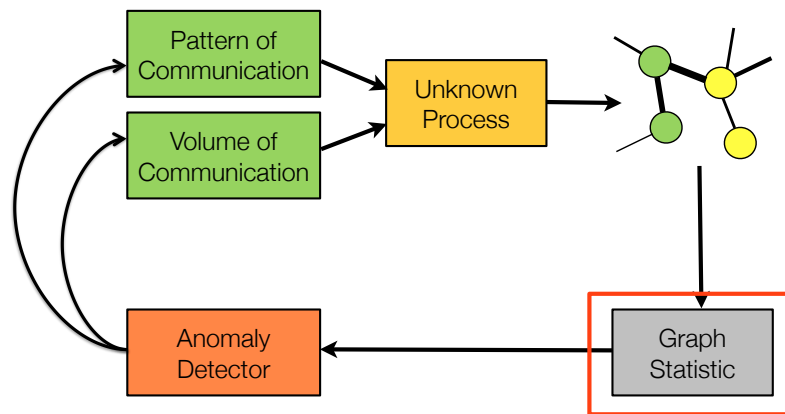 Pattern of
Communication
Volume of
Communication
Unknown
Process
Anomaly
Detector
Graph
Statistic